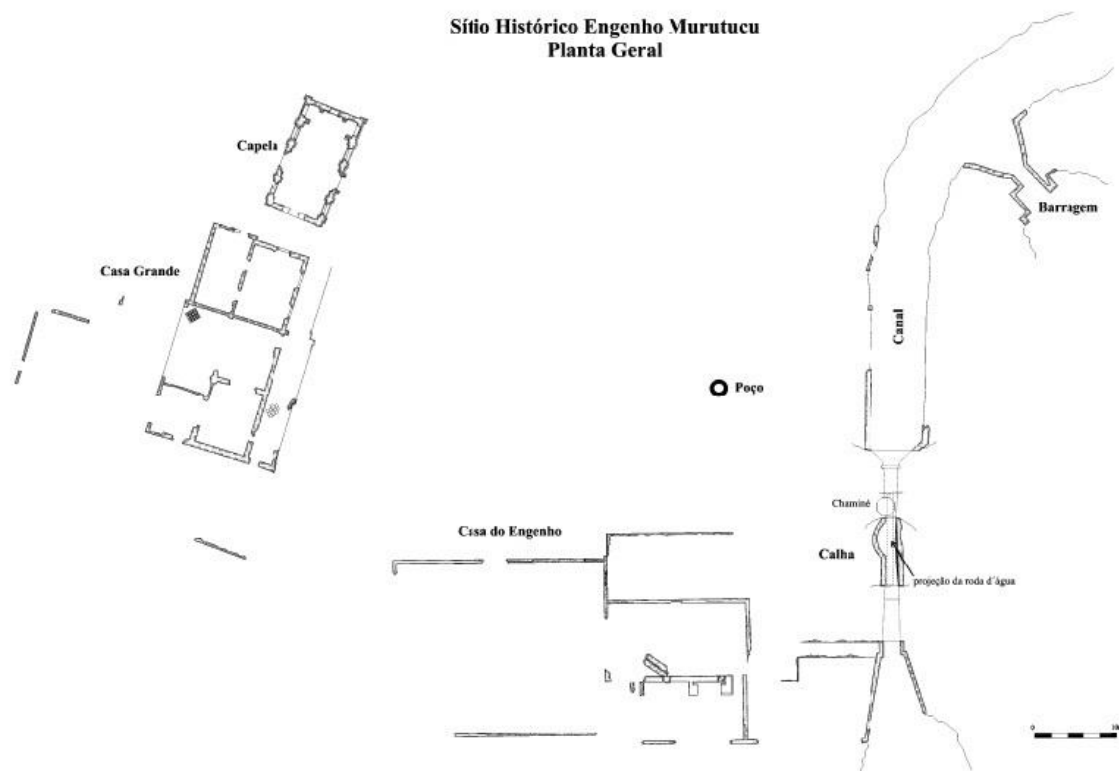 Sítio Histórico Engenho Murutucu
Planta Geral
Capela
Barragem
Casa Grande
Canal
Poço
Chaminé
Casa do Engenho
Calha
projeção da roda d´água
0